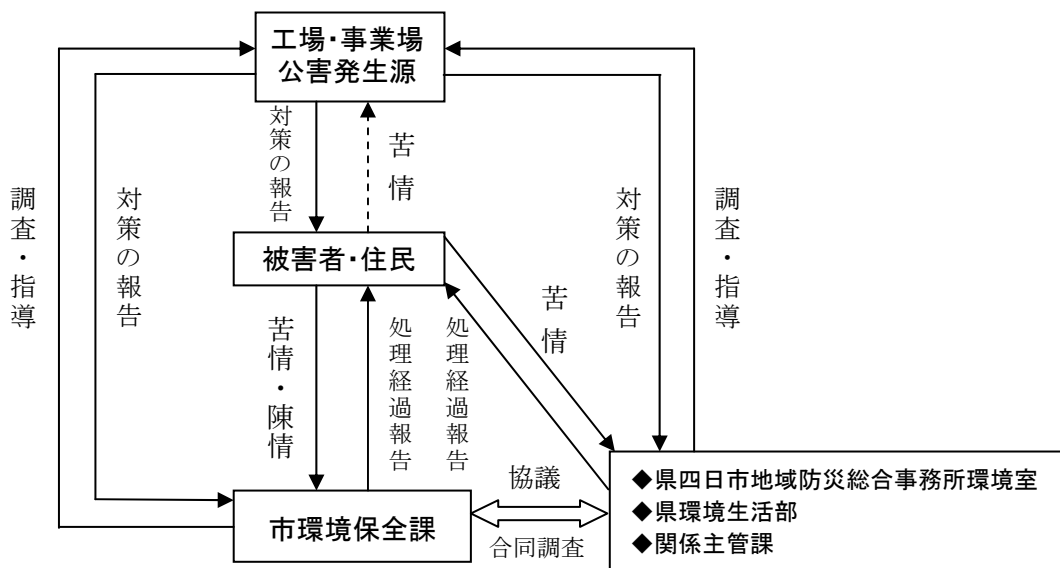 工場・事業場
公害発生源
対策の報告
苦情
調査・指導
対策の報告
対策の報告
調査・指導
被害者・住民
苦情
苦情・陳情
処理経過報告
処理経過報告
協議
合同調査
市環境保全課
◆県四日市地域防災総合事務所環境室
◆県環境生活部
◆関係主管課